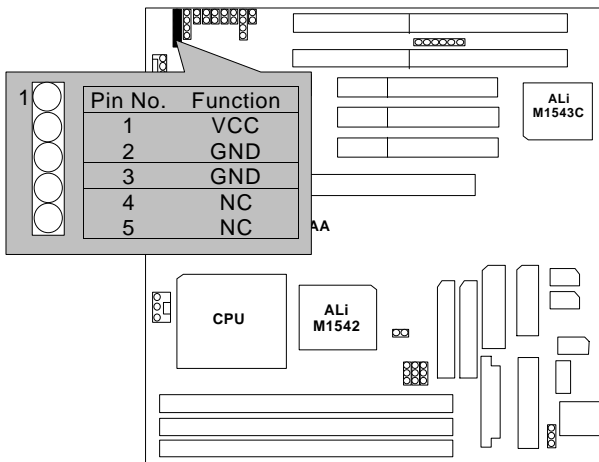 1
Pin No. Function
1 VCC
2 GND
3 GND
4 NC
5 NC
ALi
M1543C
AA
CPU
ALi
M1542